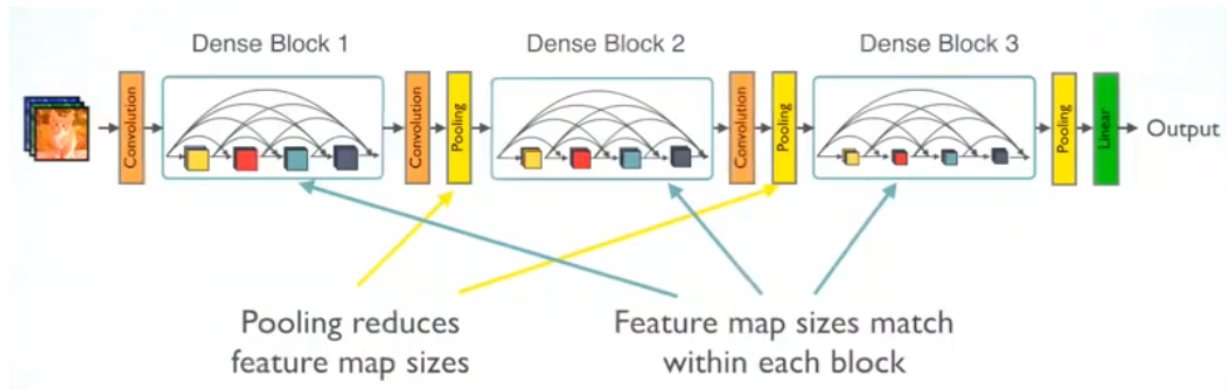 Dense Block 1
Dense Block 2
Dense Block 3
Convolution
Convolution
Pooling
Convolution
Pooling
Pooling
Linear
Output
Pooling reduces
feature map sizes
Feature map sizes match
within each block